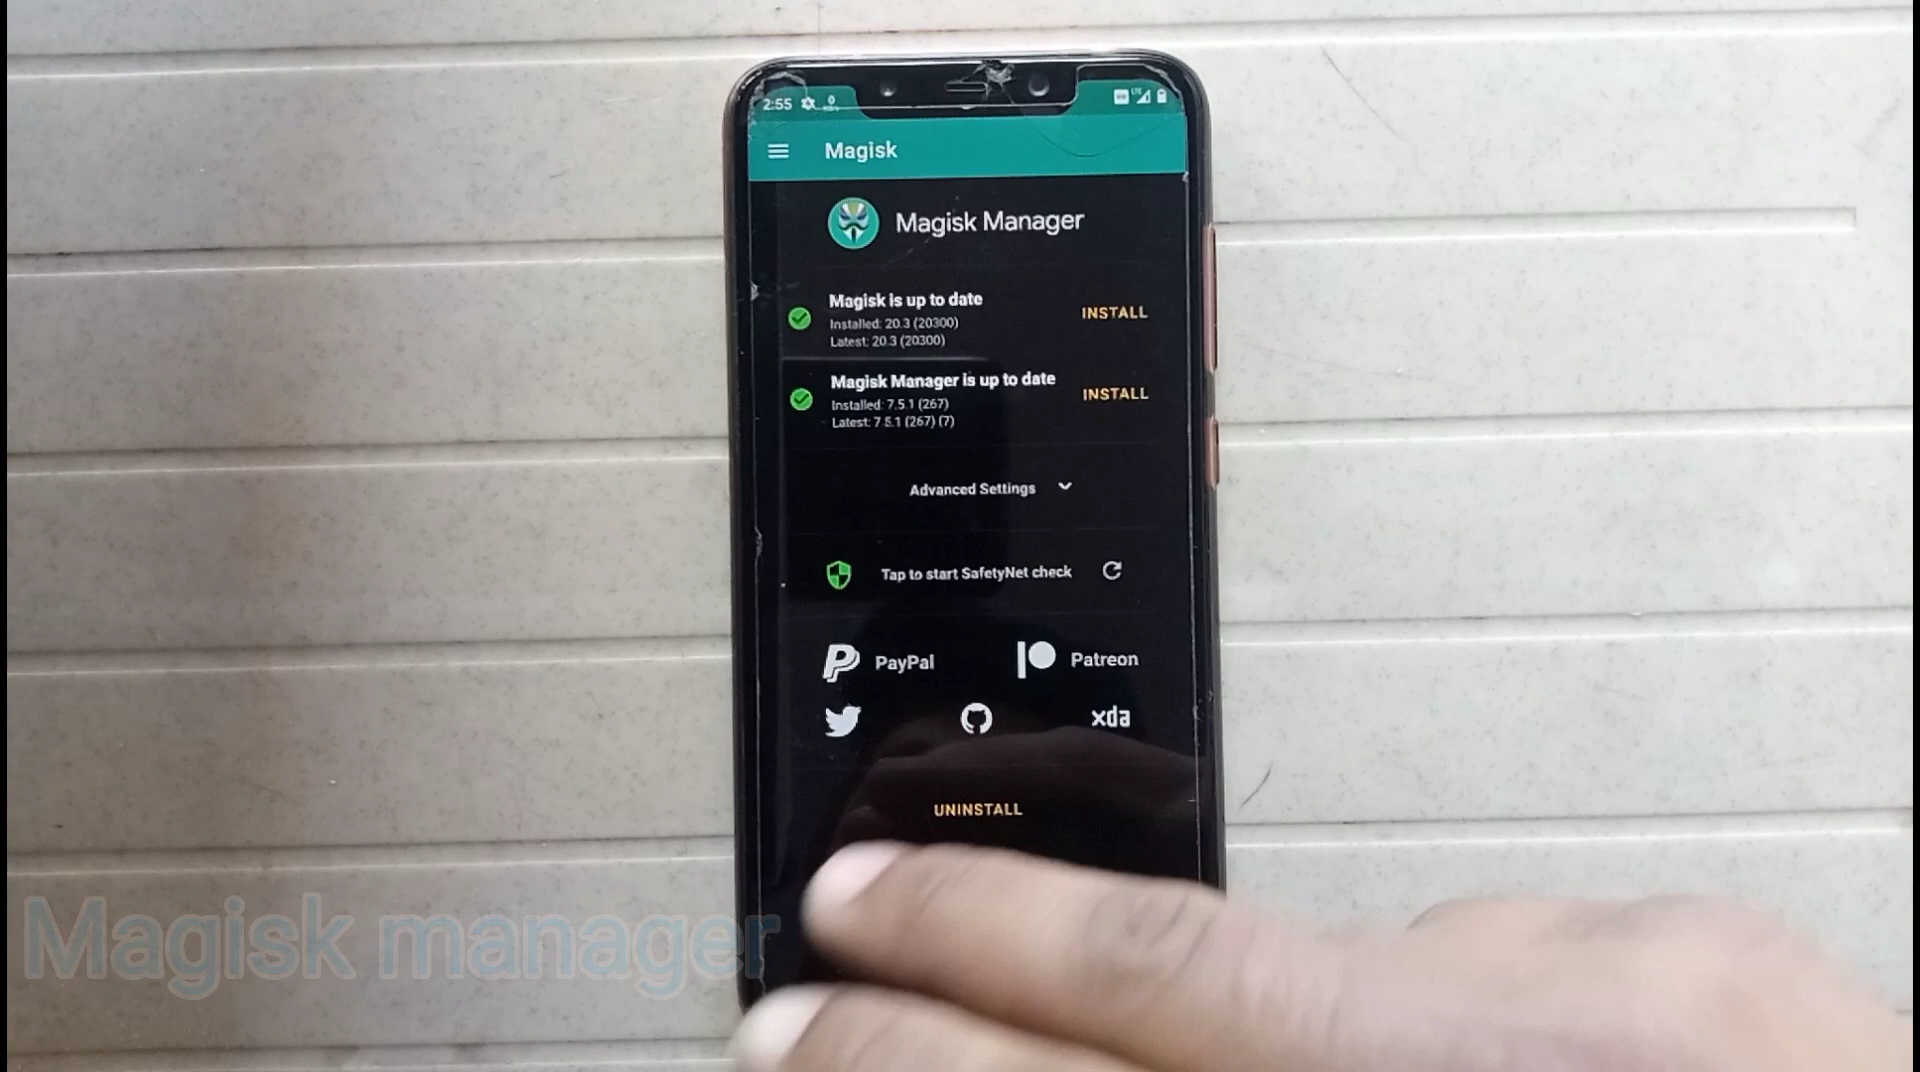 2:55
Magisk
Magisk Manager
Magisk is up to date
INSTALL
Installed: 20.3 (20300)
Latest: 20.3 (20300)
Magisk Manager is up to date
INSTALL
Installed: 7.5.1 (267)
Latest: 7.5.1 (267) (7)
Advanced Settings
Tap to start SafetyNet check
PayPal
Patreon
xda
UNINSTALL
Magisk manager